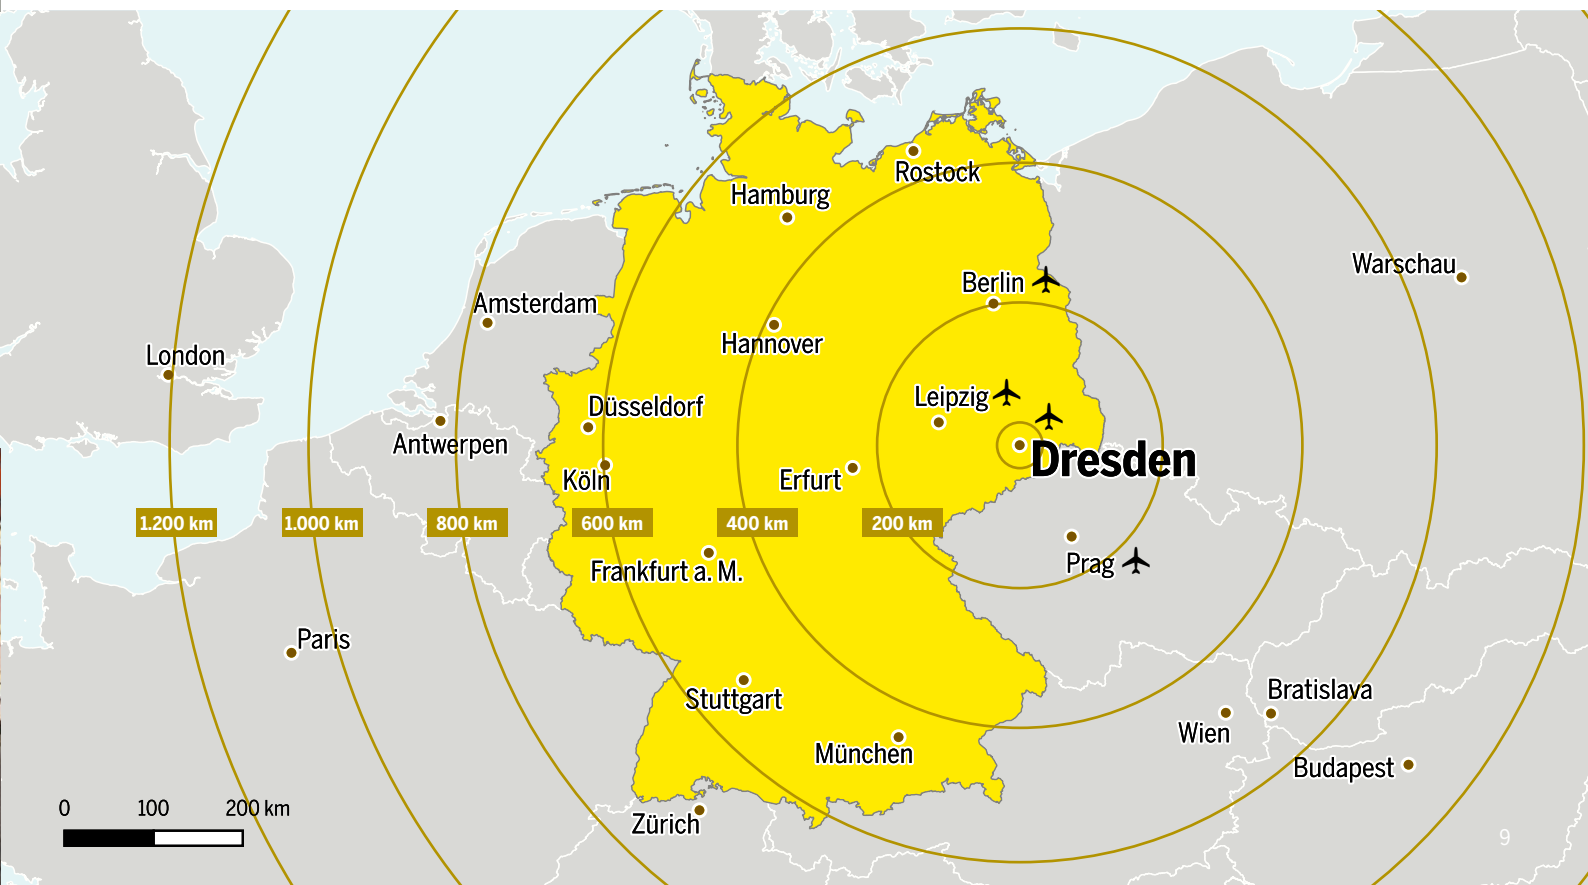 Rostock
Hamburg
Warschau
Berlin
Amsterdam
Hannover
London
Leipzig
Düsseldorf
Antwerpen
Dresden
Köln
Erfurt
1.200 km
1.000 km
800 km
600 km
400 km
200 km
Prag
Frankfurt a. M.
Paris
Bratislava
Stuttgart
Wien
München
Budapest
0 100 200 km
Zürich
9